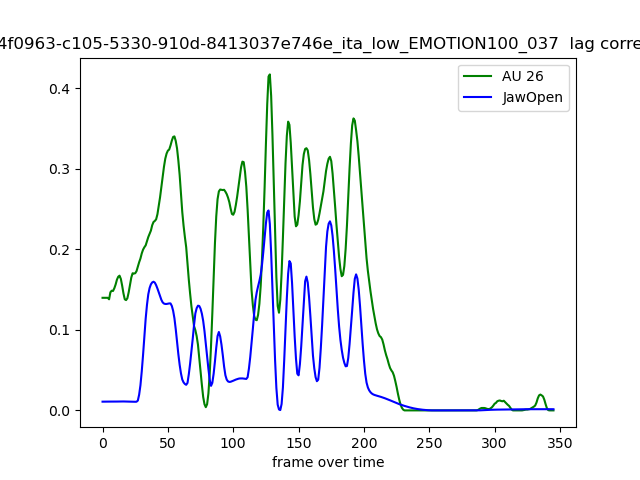 4f0963-c105-5330-910d-8413037e746e_ita_low_EMOTION100_037 lag corre
AU 26
JawOpen
0.4
0.3
0.2
0.1
0.0
0 50 100 150 200 250 300 350
frame over time